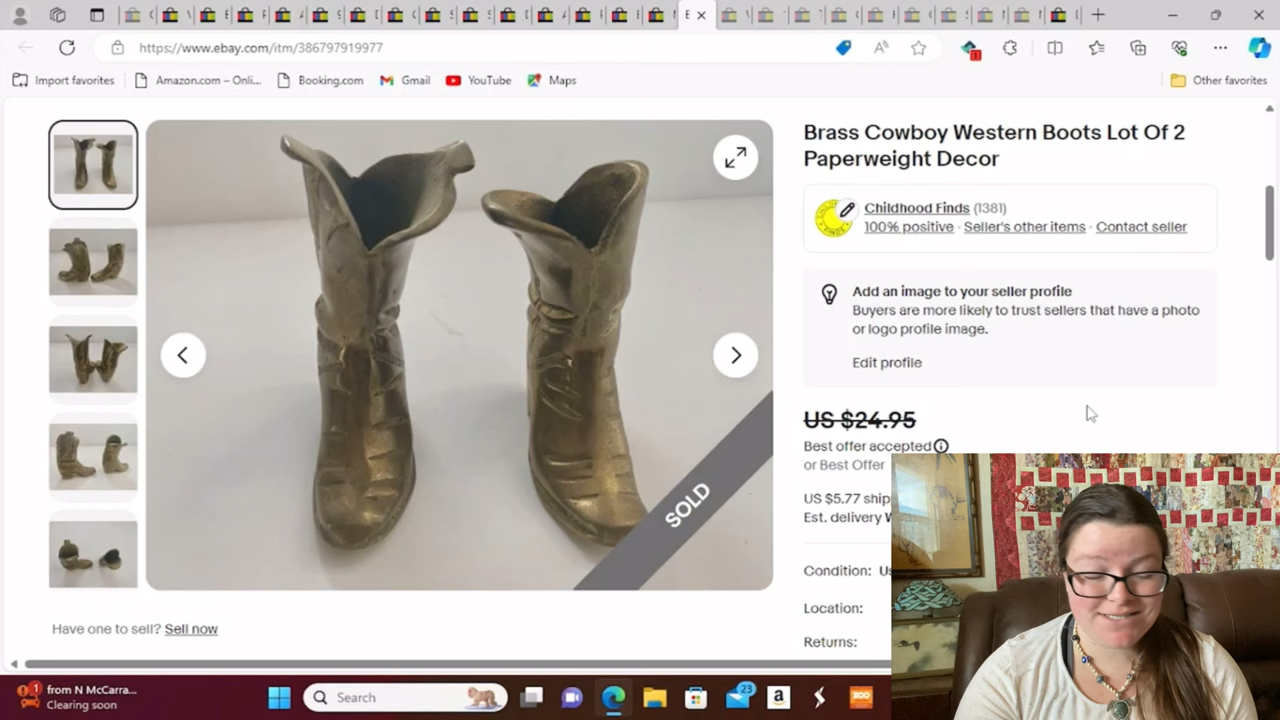 https://www.ebay.com/itm/386797919977
Import favorites
Amazon.com – Onli...
Booking.com
Gmail
YouTube
Maps
Other favorites
Brass Cowboy Western Boots Lot Of 2
Paperweight Decor
Childhood Finds (1381)
100% positive · Seller's other items · Contact seller
Add an image to your seller profile
Buyers are more likely to trust sellers that have a photo
or logo profile image.
Edit profile
US $24.95
Best offer accepted
or Best Offer
US $5.77 ship
Est. delivery W
Condition: Us
Location:
Returns:
SOLD
Have one to sell? Sell now
1
from N McCarra...
Clearing soon
Search
23